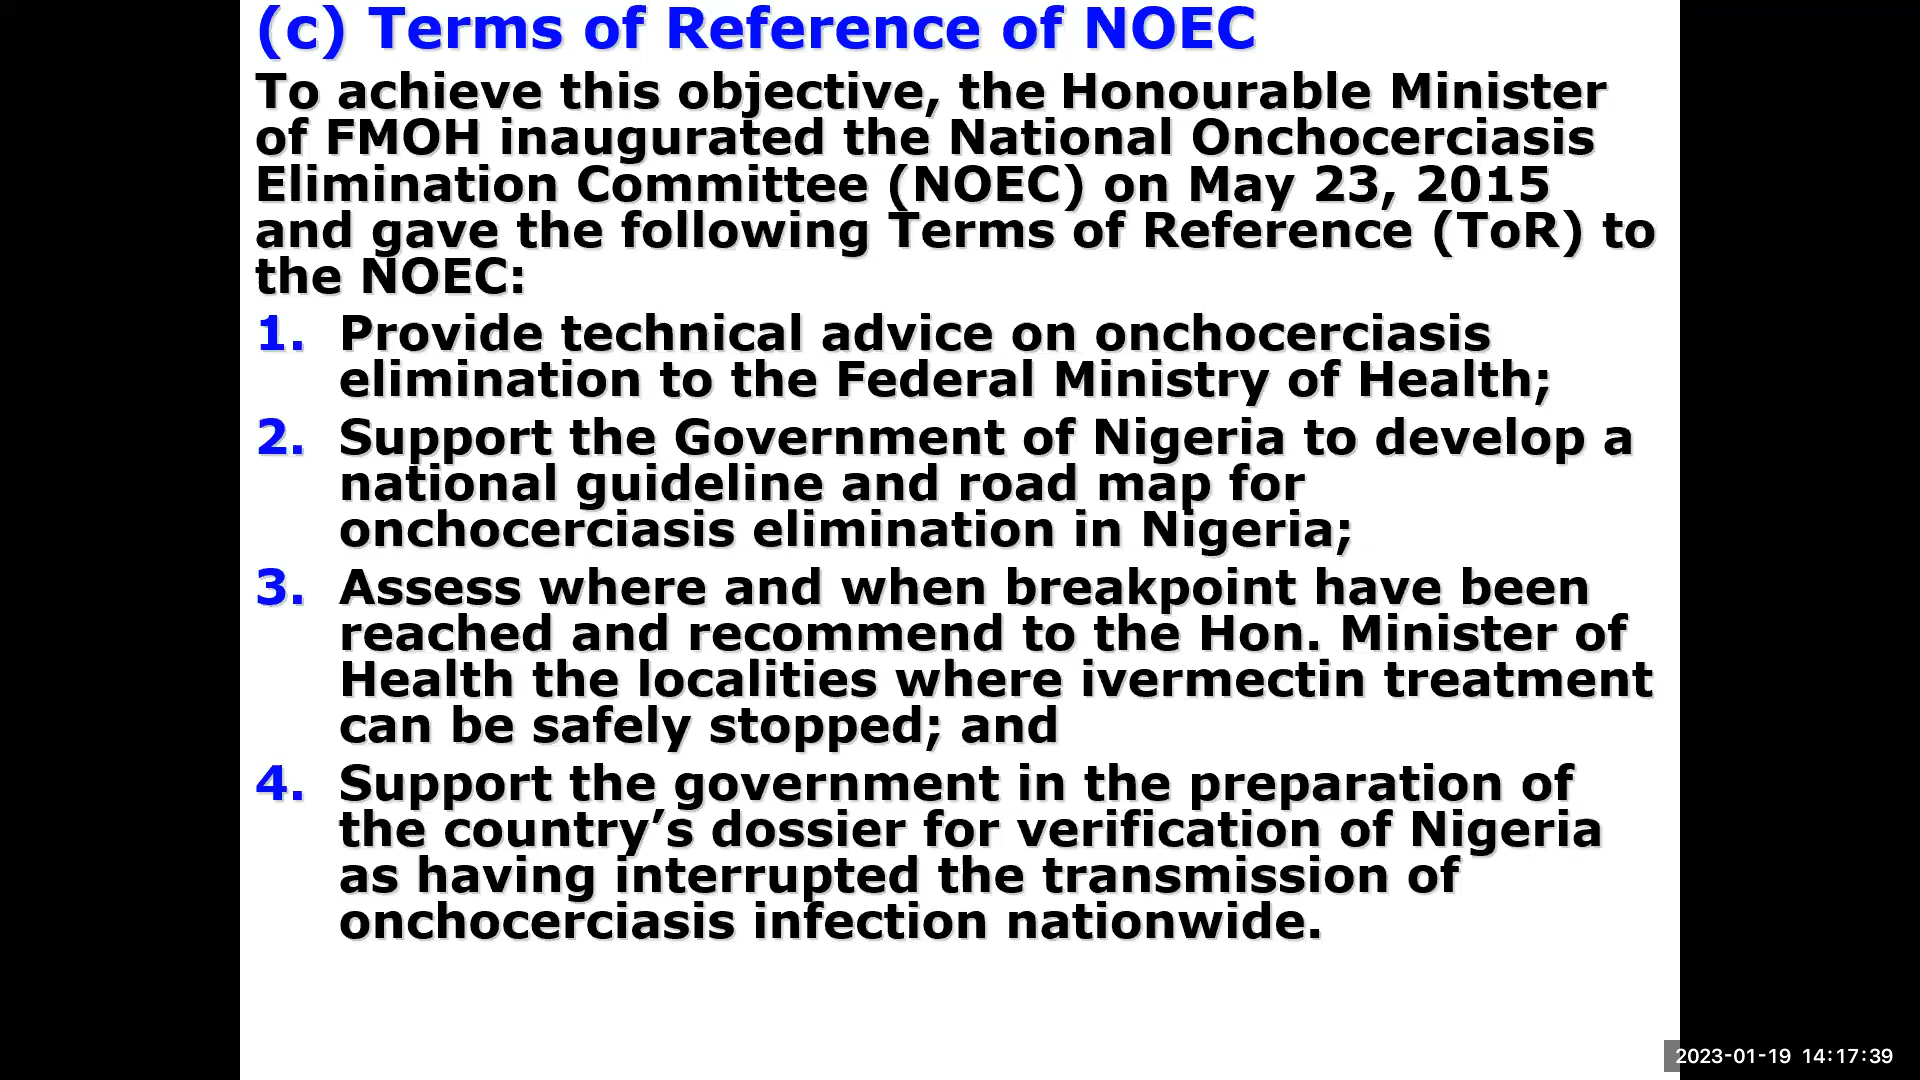 (c) Terms of Reference of NOEC
To achieve this objective, the Honourable Minister
of FMOH inaugurated the National Onchocerciasis
Elimination Committee (NOEC) on May 23, 2015
and gave the following Terms of Reference (ToR) to
the NOEC:
1. Provide technical advice on onchocerciasis
elimination to the Federal Ministry of Health;
2. Support the Government of Nigeria to develop a
national guideline and road map for
onchocerciasis elimination in Nigeria;
3. Assess where and when breakpoint have been
reached and recommend to the Hon. Minister of
Health the localities where ivermectin treatment
can be safely stopped; and
4. Support the government in the preparation of
the country’s dossier for verification of Nigeria
as having interrupted the transmission of
onchocerciasis infection nationwide.
2023-01-19 14:17:39